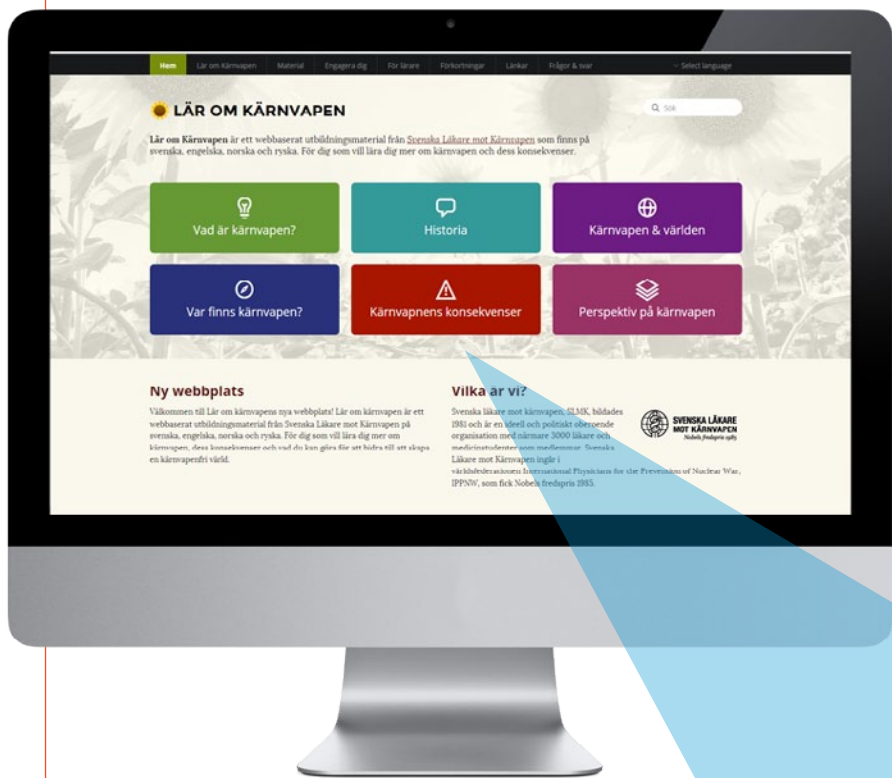 Hem Lär om Kärnvapen Material Engagera dig För lärare Förkortningar Länkar Frågor & svar Select language
LÄR OM KÄRNVAPEN
Sök
Lär om Kärnvapen är ett webbaserat utbildningsmaterial från Svenska Läkare mot Kärnvapen som finns på
svenska, engelska, norska och ryska. För dig som vill lära dig mer om kärnvapen och dess konsekvenser.
Vad är kärnvapen?
Historia
Kärnvapen & världen
Var finns kärnvapen?
Kärnvapnens konsekvenser
Perspektiv på kärnvapen
Ny webbplats
Välkommen till Lär om kärnvapens nya webbplats! Lär om kärnvapen är ett
webbaserat utbildningsmaterial från Svenska Läkare mot Kärnvapen på
svenska, engelska, norska och ryska. För dig som vill lära dig mer om
kärnvapen, dess konsekvenser och vad du kan göra för att bidra till att skapa
en kärnvapenfri värld.
Vilka är vi?
Svenska läkare mot kärnvapen, SLMK, bildades
1981 och är en ideell och politiskt oberoende
organisation med närmare 3000 läkare och
medicinstudenter som medlemmar. Svenska
Läkare mot Kärnvapen ingår i
världsfederationen International Physicians for the Prevention of Nuclear War,
IPPNW, som fick Nobels fredspris 1985.
SVENSKA LÄKARE
MOT KÄRNVAPEN
Nobels fredspris 1985